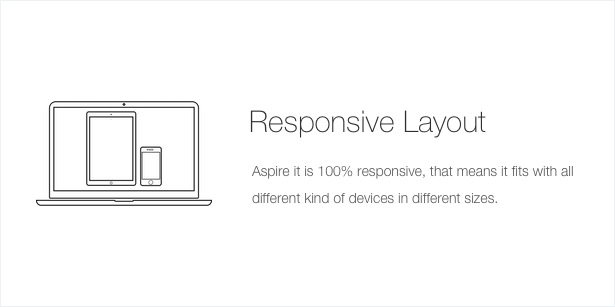 Responsive Layout
Aspire it is 100% responsive, that means it fits with all
different kind of devices in different sizes.